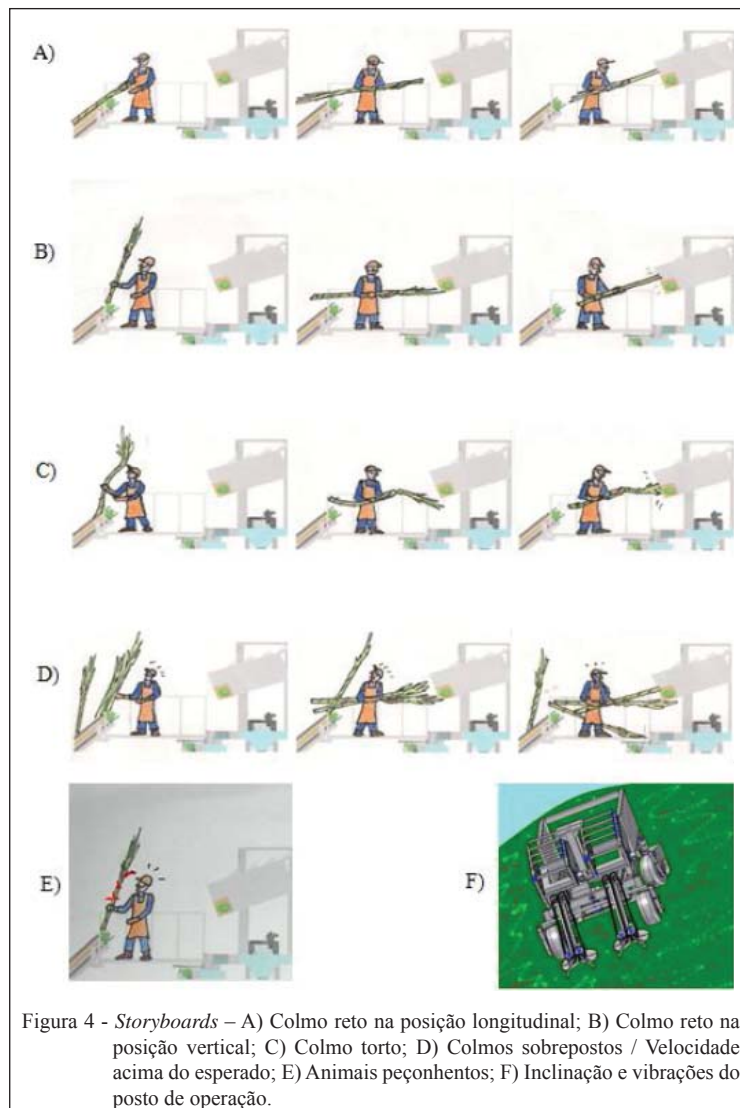 A)
B)
C)
D)
E)
F)
Figura 4 - Storyboards – A) Colmo reto na posição longitudinal; B) Colmo reto na
posição vertical; C) Colmo torto; D) Colmos sobrepostos / Velocidade
acima do esperado; E) Animais peçonhentos; F) Inclinação e vibrações do
posto de operação.